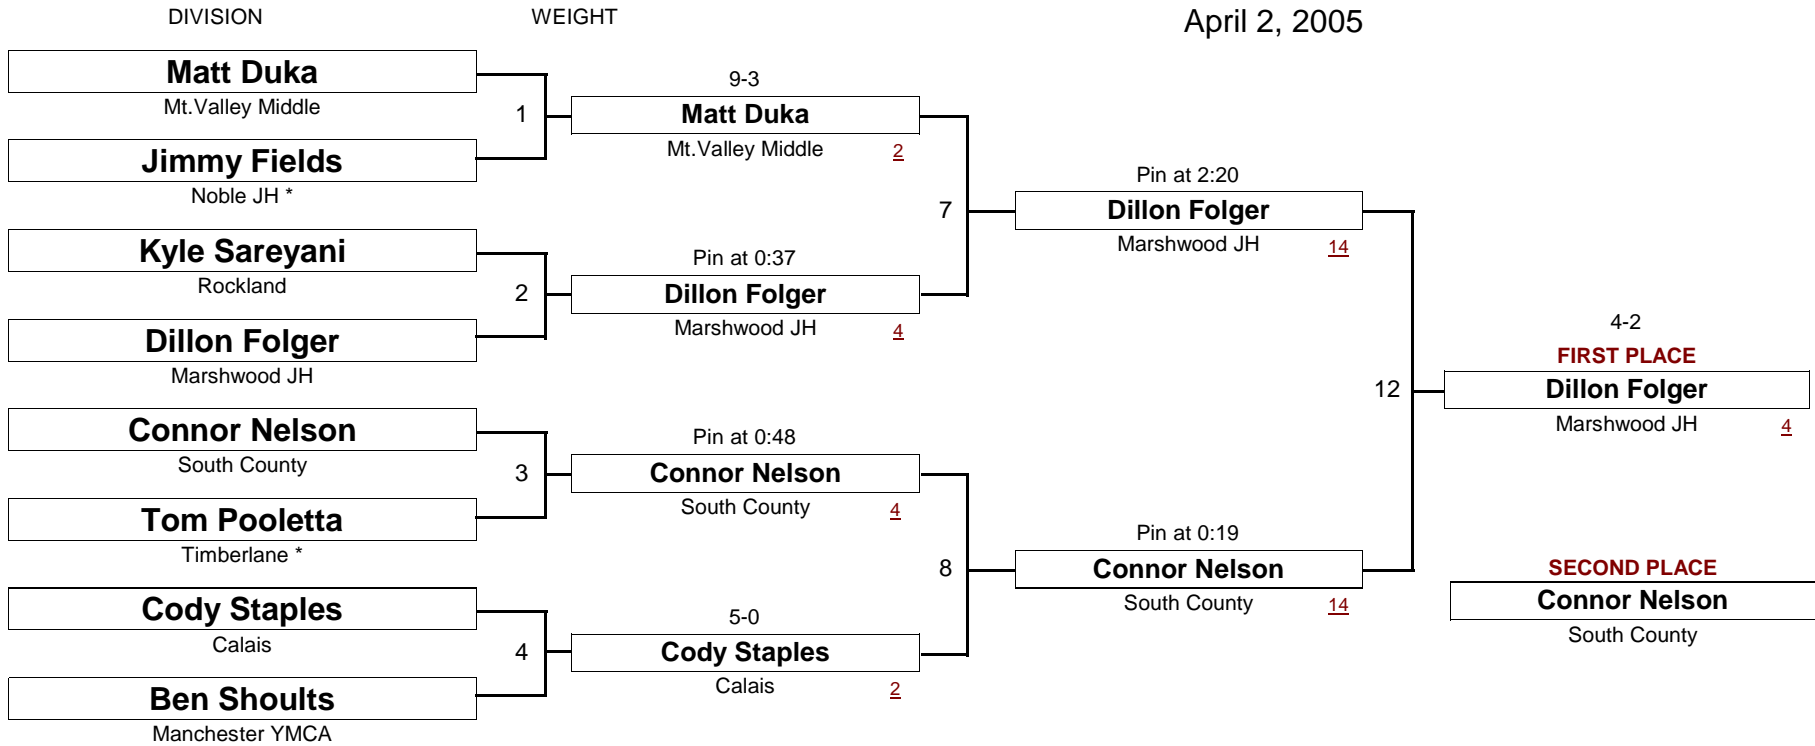 DIVISION
WEIGHT
April 2, 2005
Matt Duka
Mt.Valley Middle
1
Jimmy Fields
Noble JH *
Kyle Sareyani
Rockland
2
Dillon Folger
Marshwood JH
Connor Nelson
South County
3
Tom Pooletta
Timberlane *
Cody Staples
Calais
4
Ben Shoults
Manchester YMCA
9-3
Matt Duka
Mt.Valley Middle 2
7
Pin at 0:37
Dillon Folger
Marshwood JH 4
Pin at 0:48
Connor Nelson
South County 4
8
5-0
Cody Staples
Calais 2
Pin at 2:20
Dillon Folger
Marshwood JH 14
12
Pin at 0:19
Connor Nelson
South County 14
4-2
FIRST PLACE
Dillon Folger
Marshwood JH 4
SECOND PLACE
Connor Nelson
South County